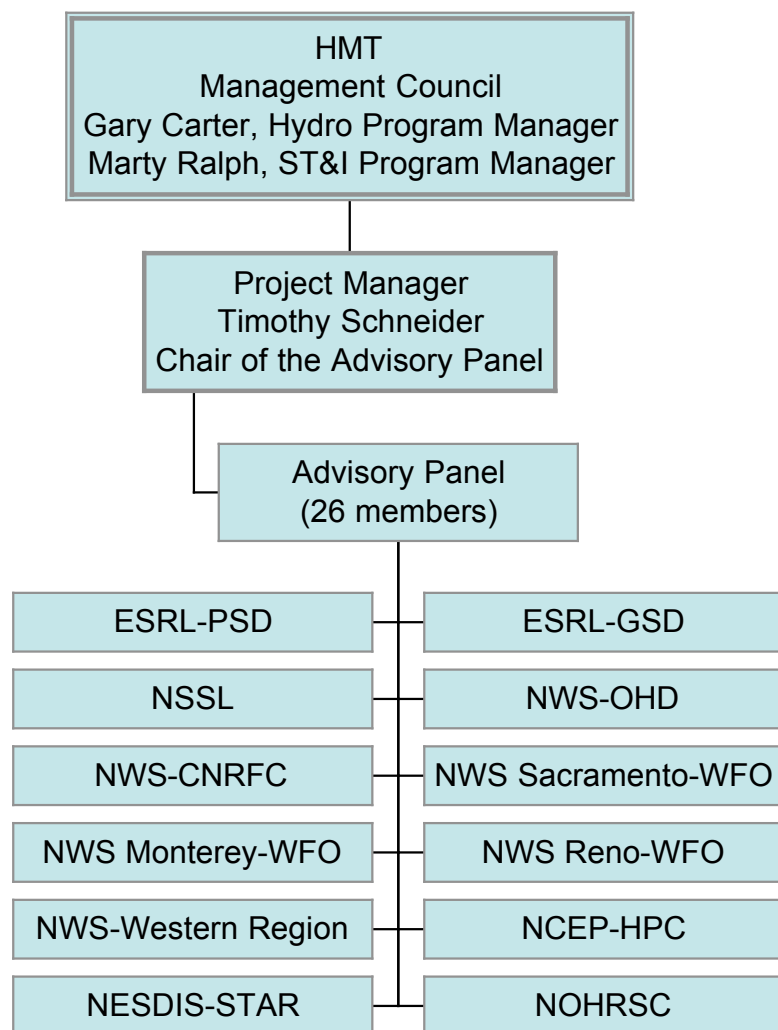 HMT
Management Council
Gary Carter, Hydro Program Manager
Marty Ralph, ST&I Program Manager
Project Manager
Timothy Schneider
Chair of the Advisory Panel
Advisory Panel
(26 members)
ESRL-PSD
ESRL-GSD
NSSL
NWS-OHD
NWS-CNRFC
NWS Sacramento-WFO
NWS Monterey-WFO
NWS Reno-WFO
NWS-Western Region
NCEP-HPC
NESDIS-STAR
NOHRSC